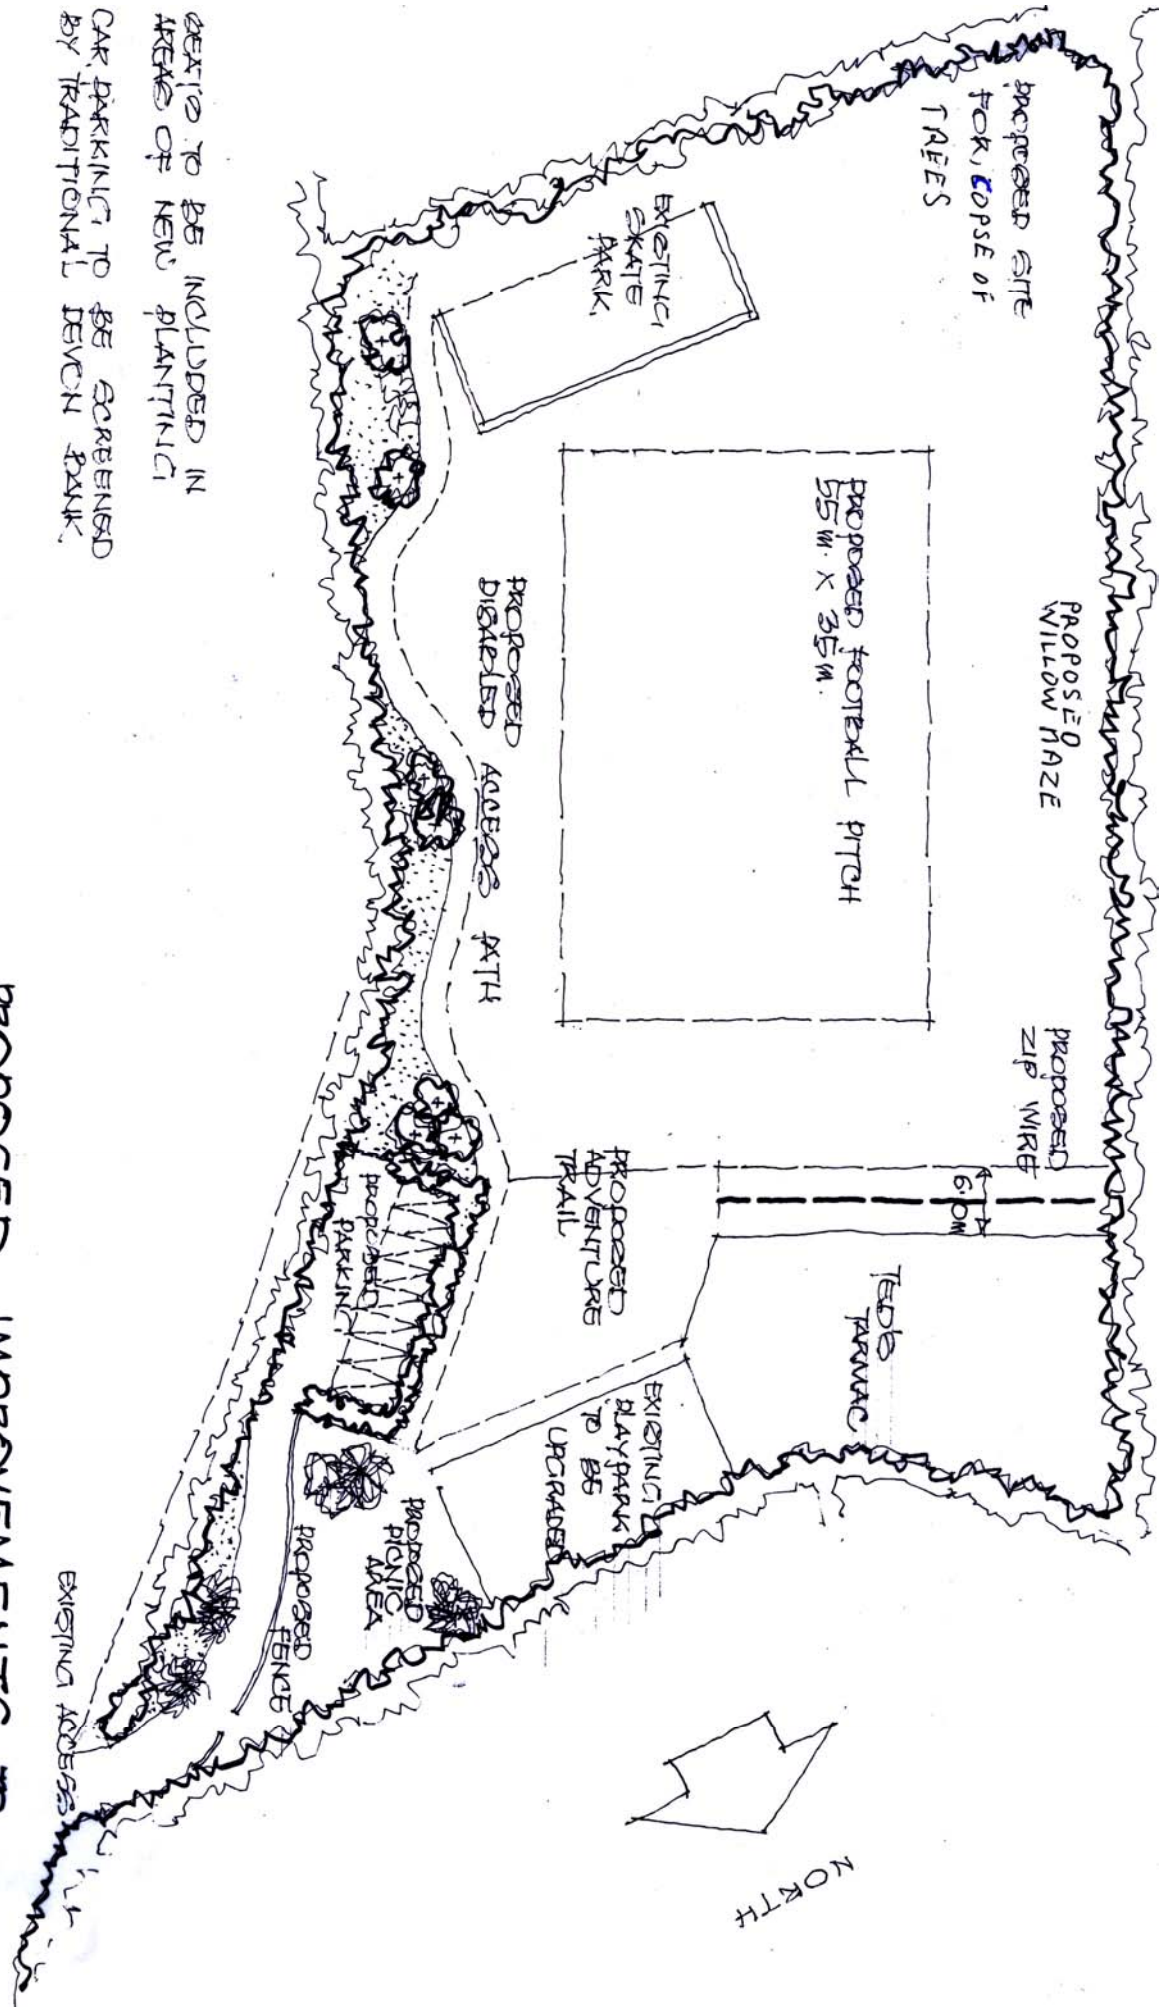 PROPOSED SITE
FOR, COPSE OF
TREES
PROPOSED
WILLOW MAZE
PROPOSED
ZIP WIRE
6.0M
EXISTING
SKATE
PARK.
PROPOSED FOOTBALL PITCH
55m. X 35m.
TED'S
TARMAC.
PROPOSED
DISABLED ACCESS PATH
PROPOSED
ADVENTURE
TRAIL
EXISTING
PLAYPARK
TO BE
UPGRADED
PROPOSED
PARKING
PROPOSED
PICNIC
AREA
PROPOSED
FENCE
EXISTING ACCESS
NORTH
SEATS TO BE INCLUDED IN
AREAS OF NEW PLANTING
CAR PARKING TO BE SCREENED
BY TRADITIONAL DEVON BANK.
PROPOSED IMPROVEMENTS TO